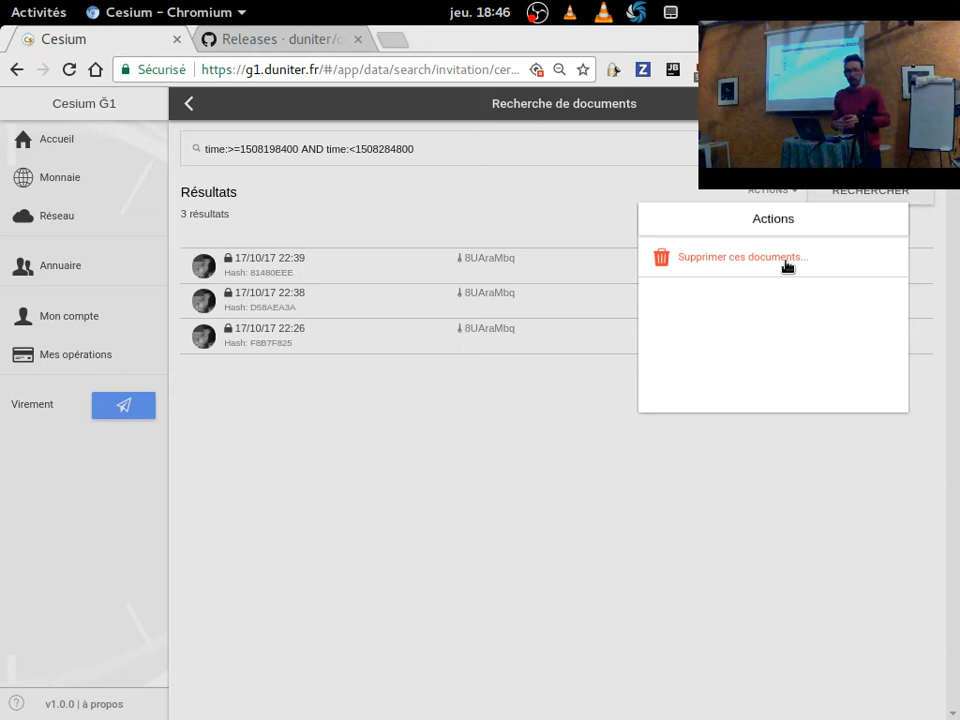 Activités Cesium – Chromium jeu. 18:46
Cesium Releases · duniter/c
Sécurisé https://g1.duniter.fr/#/app/data/search/invitation/cer...
Z JB
Cesium Ğ1
Recherche de documents
Accueil
Monnaie
Réseau
Annuaire
Mon compte
Mes opérations
Virement
v1.0.0 | à propos
time:>=1508198400 AND time:<1508284800
Résultats
ACTIONS RECHERCHER
3 résultats
17/10/17 22:39 8UAraMbq
Hash: 81480EEE
17/10/17 22:38 8UAraMbq
Hash: D58AEA3A
17/10/17 22:26 8UAraMbq
Hash: F8B7F825
Actions
Supprimer ces documents...